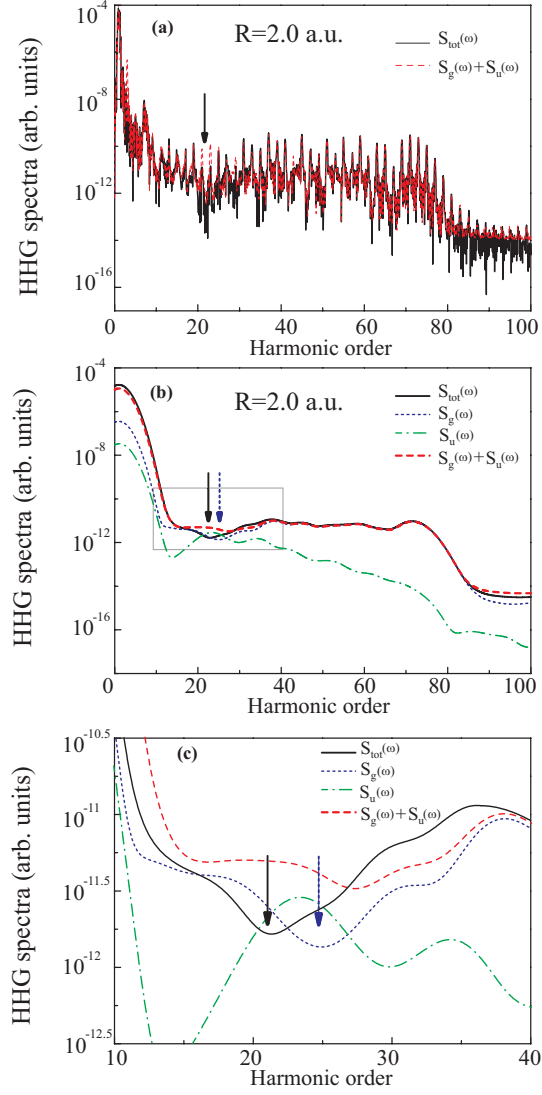 (a)
R=2.0 a.u.
S_tot(ω)
S_g(ω)+S_u(ω)
HHG spectra (arb. units)
10^-4
10^-8
10^-12
10^-16
0 20 40 60 80 100
Harmonic order
(b)
R=2.0 a.u.
S_tot(ω)
S_g(ω)
S_u(ω)
S_g(ω)+S_u(ω)
HHG spectra (arb. units)
10^-4
10^-8
10^-12
10^-16
0 20 40 60 80 100
Harmonic order
(c)
S_tot(ω)
S_g(ω)
S_u(ω)
S_g(ω)+S_u(ω)
HHG spectra (arb. units)
10^-10.5
10^-11
10^-11.5
10^-12
10^-12.5
10 20 30 40
Harmonic order